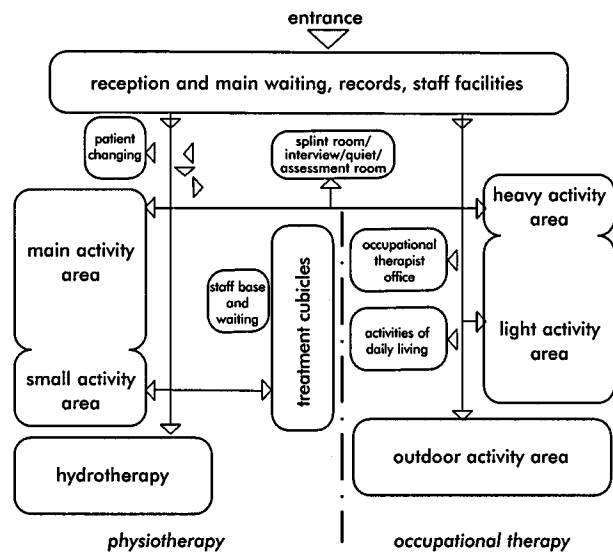 entrance
reception and main waiting, records, staff facilities
patient
changing
splint room/
interview/quiet/
assessment room
heavy activity
area
main activity
area
occupational
therapist
office
staff base
and
waiting
treatment cubicles
activities of
daily living
light activity
area
small activity
area
hydrotherapy
outdoor activity area
physiotherapy
occupational therapy